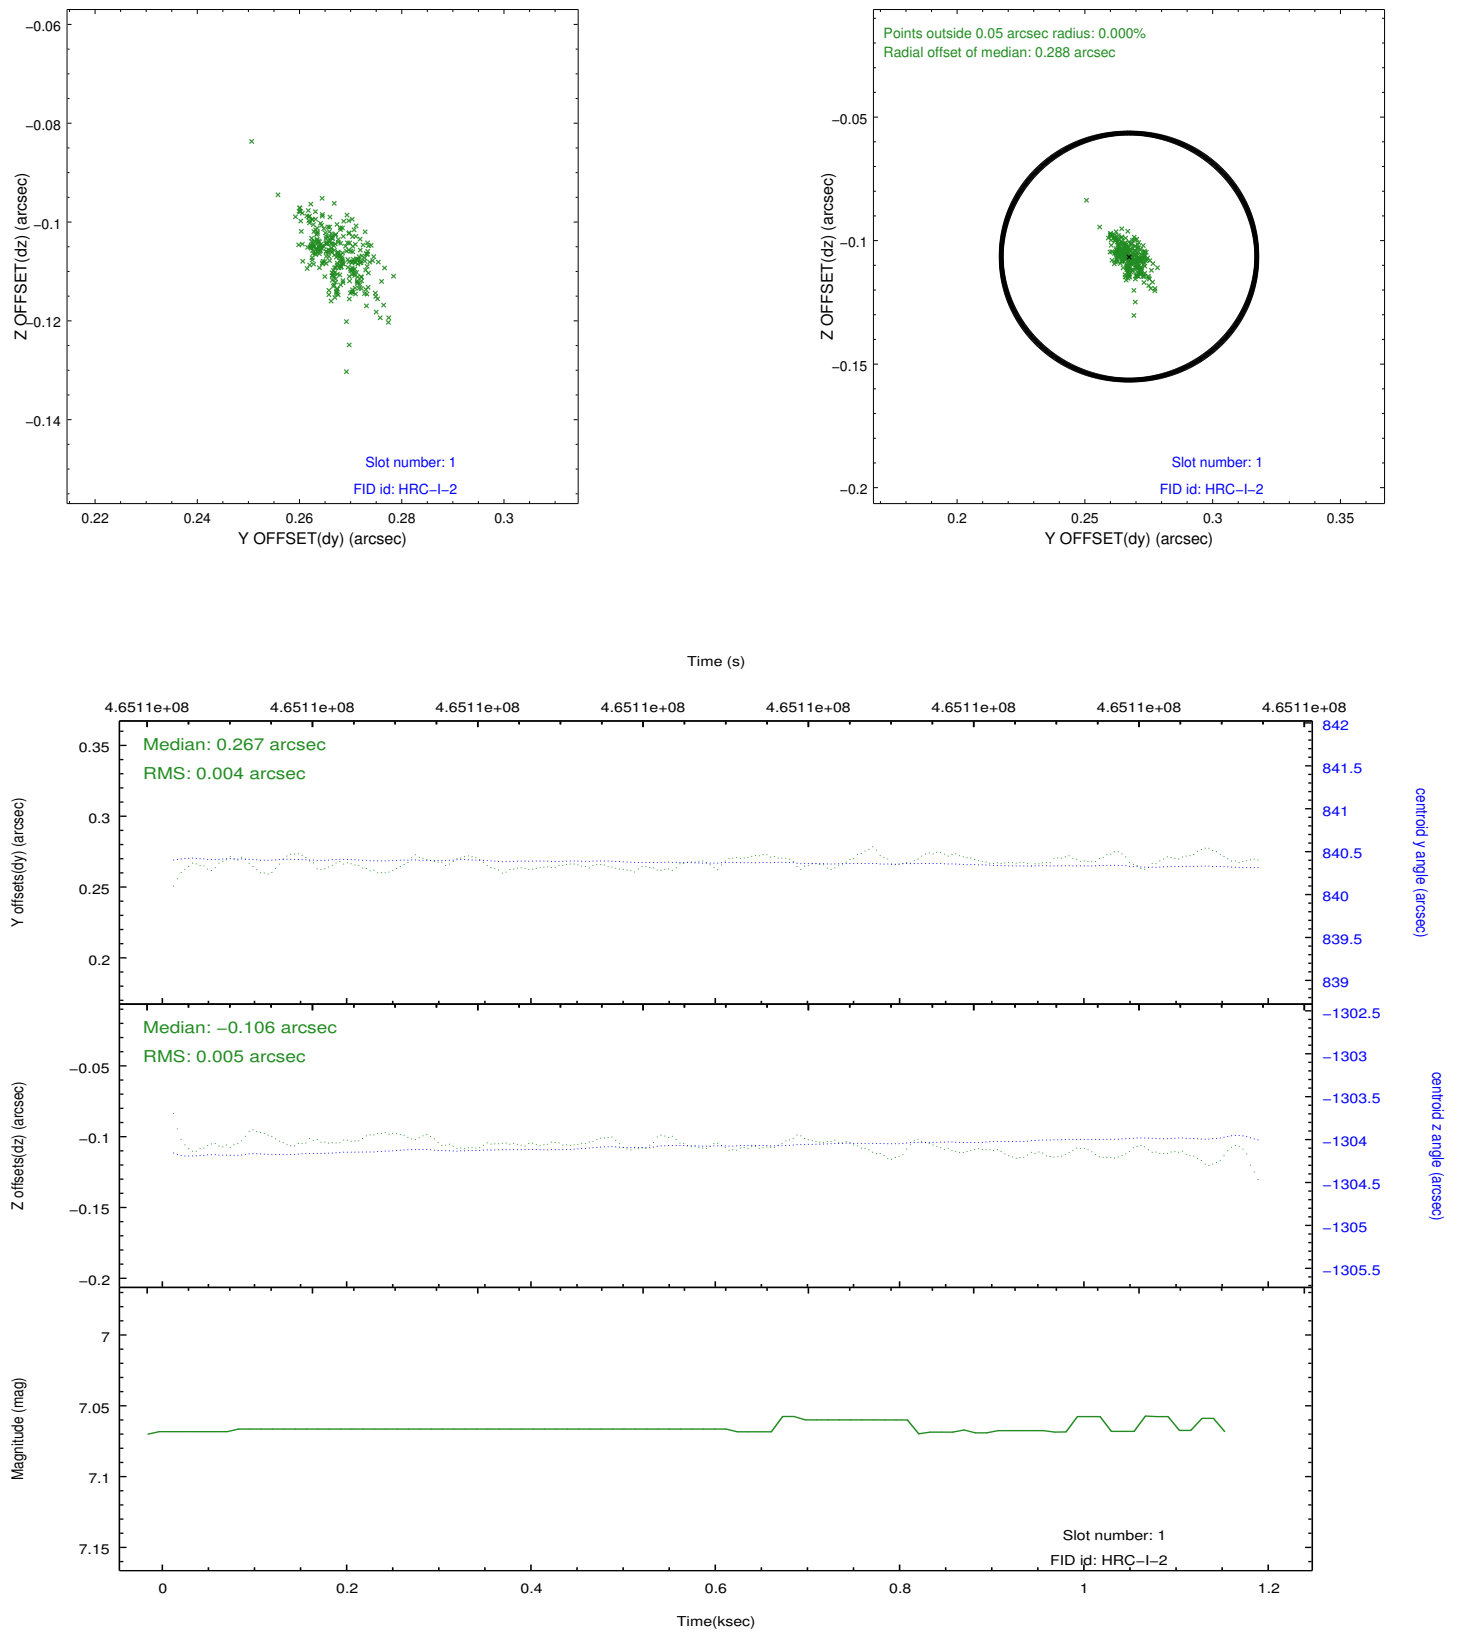 −0.06
−0.08
−0.1
−0.12
−0.14
Z OFFSET(dz) (arcsec)
Slot number: 1
FID id: HRC−I−2
0.22 0.24 0.26 0.28 0.3
Y OFFSET(dy) (arcsec)
Points outside 0.05 arcsec radius: 0.000%
Radial offset of median: 0.288 arcsec
−0.05
−0.1
−0.15
−0.2
Z OFFSET(dz) (arcsec)
Slot number: 1
FID id: HRC−I−2
0.2 0.25 0.3 0.35
Y OFFSET(dy) (arcsec)
Time (s)
4.6511e+08 4.6511e+08 4.6511e+08 4.6511e+08 4.6511e+08 4.6511e+08 4.6511e+08 4.6511e+08
Median: 0.267 arcsec
RMS: 0.004 arcsec
0.35
0.3
0.25
0.2
Y offsets(dy) (arcsec)
842
841.5
841
840.5
840
839.5
839
centroid y angle (arcsec)
Median: −0.106 arcsec
RMS: 0.005 arcsec
−0.05
−0.1
−0.15
−0.2
Z offsets(dz) (arcsec)
−1302.5
−1303
−1303.5
−1304
−1304.5
−1305
−1305.5
centroid z angle (arcsec)
7
7.05
7.1
7.15
Magnitude (mag)
Slot number: 1
FID id: HRC−I−2
0 0.2 0.4 0.6 0.8 1 1.2
Time(ksec)